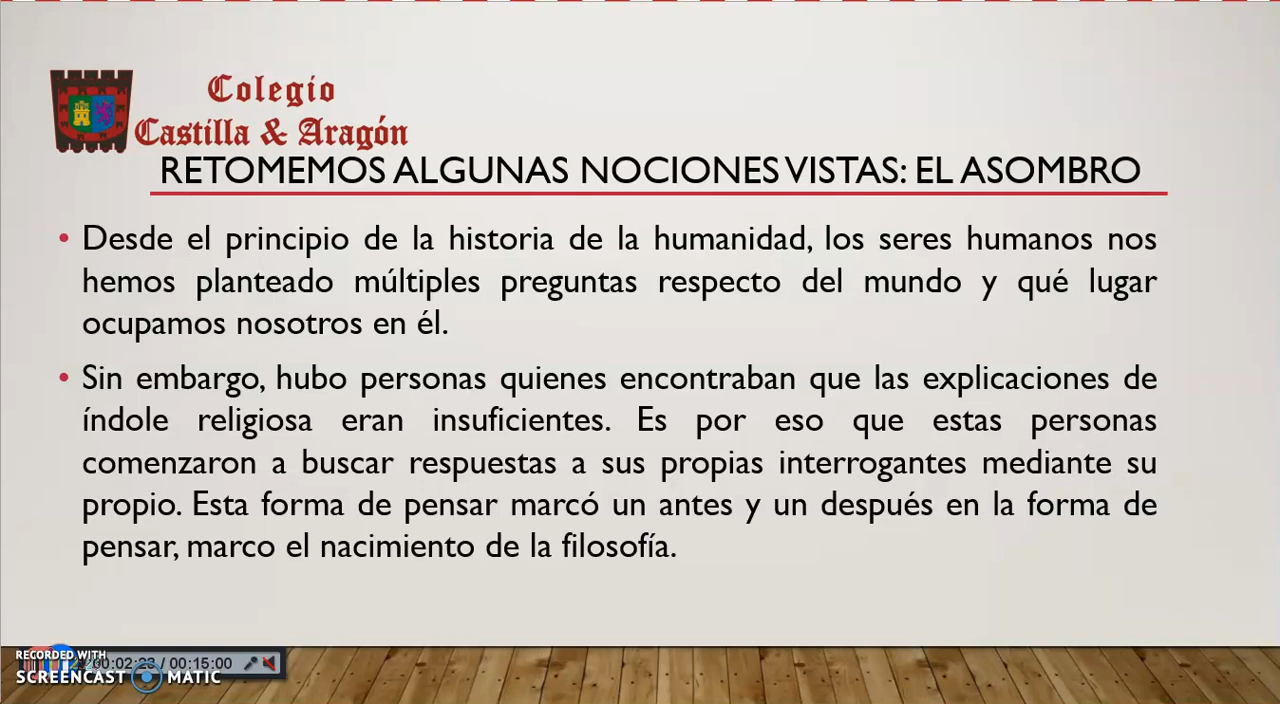 Colegio
Castilla & Aragón
RETOMEMOS ALGUNAS NOCIONES VISTAS: EL ASOMBRO
• Desde el principio de la historia de la humanidad, los seres humanos nos
hemos planteado múltiples preguntas respecto del mundo y qué lugar
ocupamos nosotros en él.
• Sin embargo, hubo personas quienes encontraban que las explicaciones de
índole religiosa eran insuficientes. Es por eso que estas personas
comenzaron a buscar respuestas a sus propias interrogantes mediante su
propio. Esta forma de pensar marcó un antes y un después en la forma de
pensar, marco el nacimiento de la filosofía.
RECORDED WITH
00:02:23 / 00:15:00
SCREENCAST MATIC